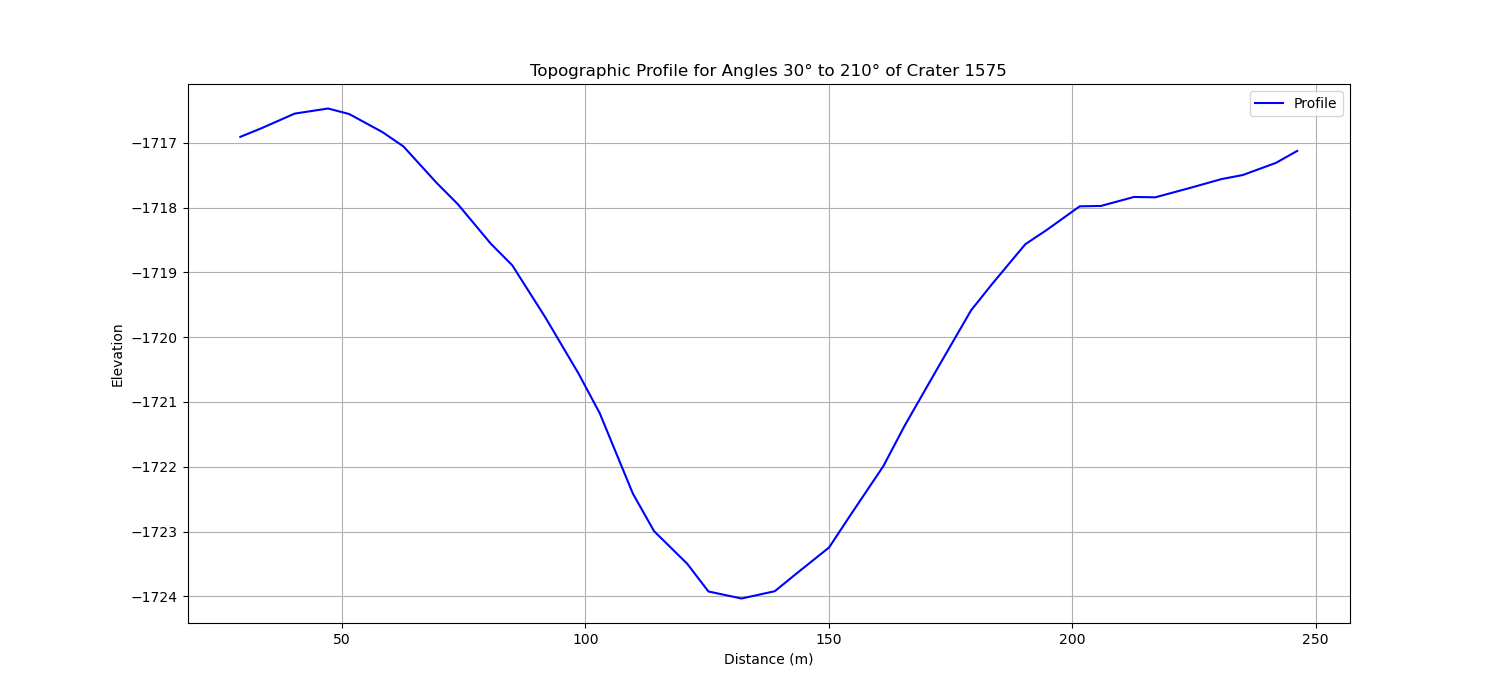 Topographic Profile for Angles 30° to 210° of Crater 1575
Profile
−1717
−1718
−1719
−1720
−1721
−1722
−1723
−1724
Elevation
50 100 150 200 250
Distance (m)